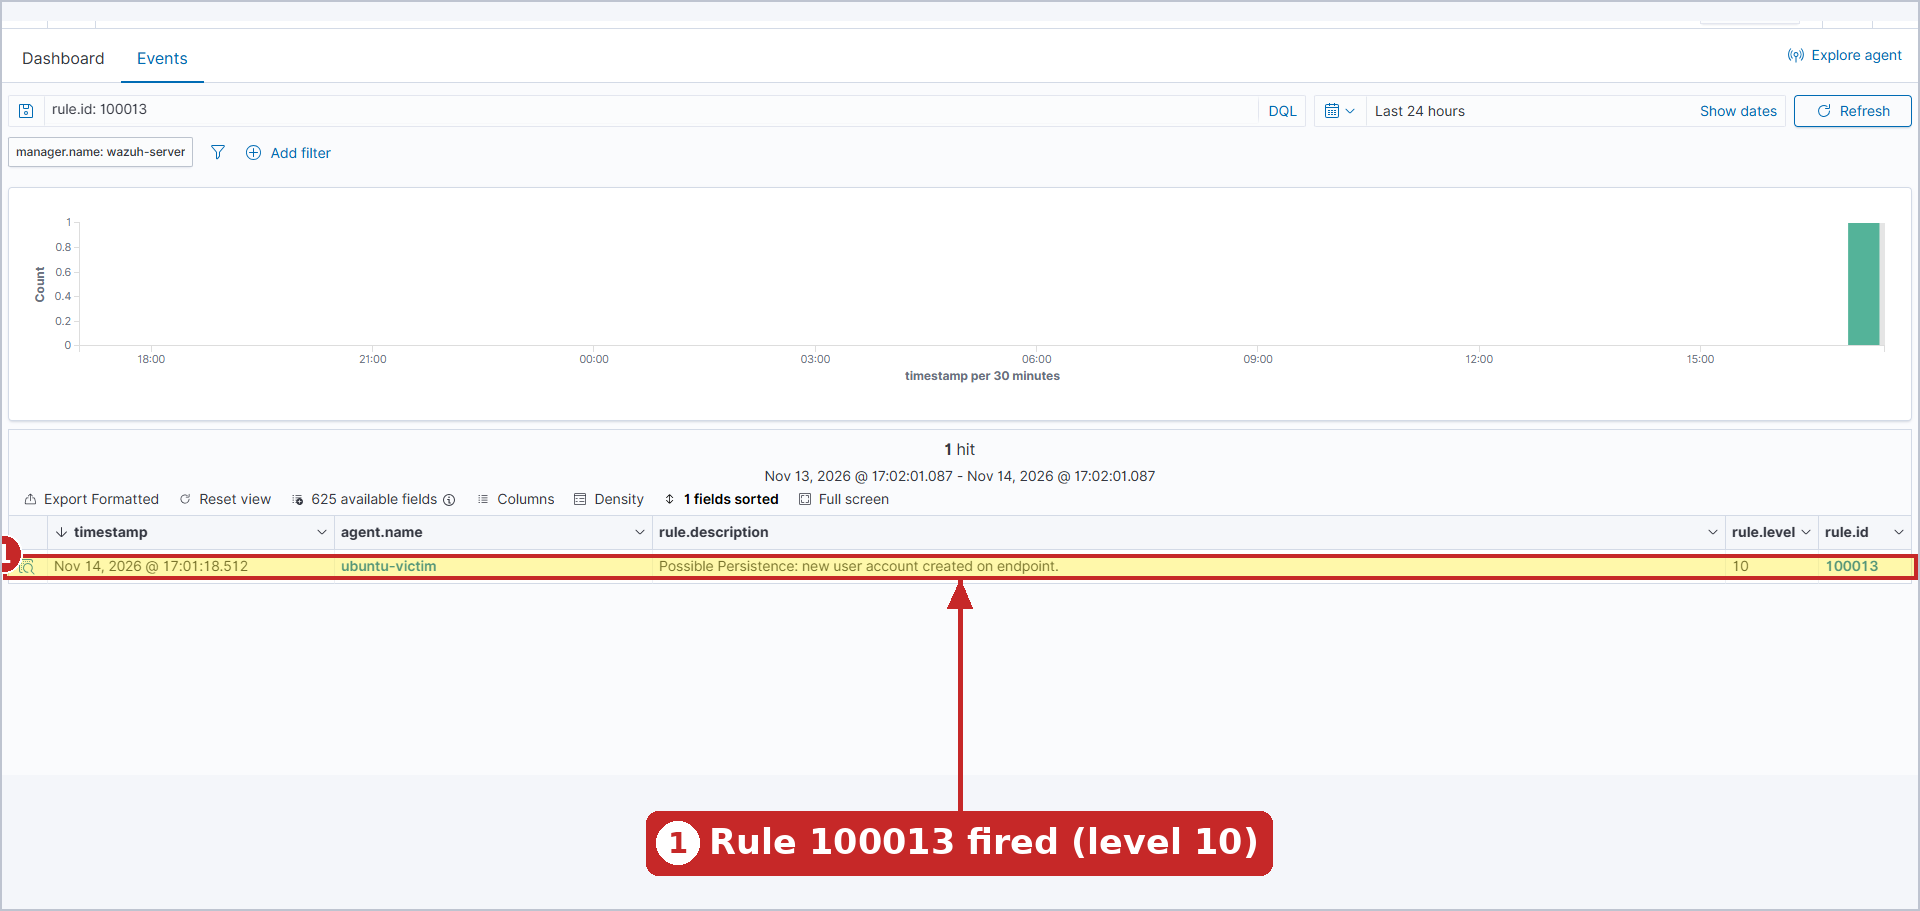 Dashboard Events Explore agent
rule.id: 100013 DQL Last 24 hours Show dates Refresh
manager.name: wazuh-server Add filter
1
0.8
0.6
0.4
0.2
0
Count
18:00 21:00 00:00 03:00 06:00 09:00 12:00 15:00
timestamp per 30 minutes
1 hit
Nov 13, 2026 @ 17:02:01.087 - Nov 14, 2026 @ 17:02:01.087
Export Formatted Reset view 625 available fields Columns Density 1 fields sorted Full screen
timestamp agent.name rule.description rule.level rule.id
1
Nov 14, 2026 @ 17:01:18.512 ubuntu-victim Possible Persistence: new user account created on endpoint. 10 100013
1 Rule 100013 fired (level 10)